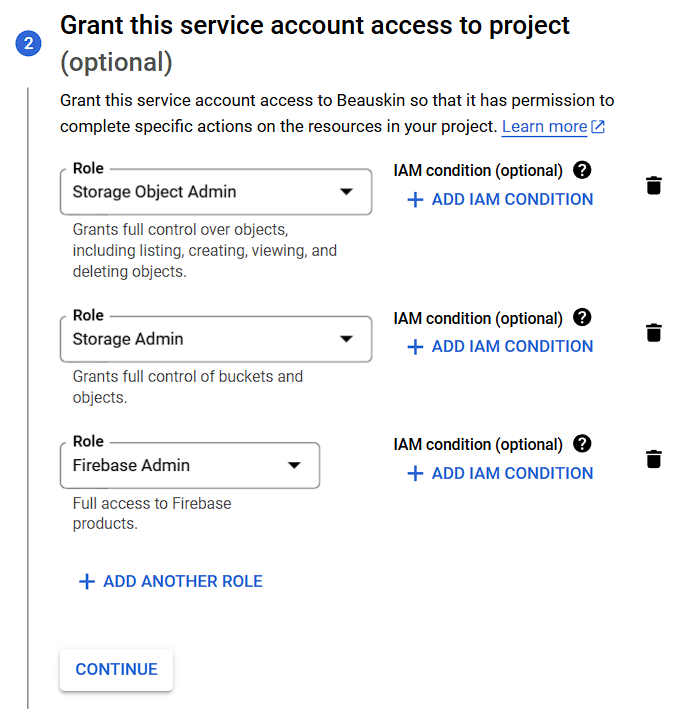 2
Grant this service account access to project
(optional)
Grant this service account access to Beauskin so that it has permission to
complete specific actions on the resources in your project. Learn more
Role
Storage Object Admin
IAM condition (optional) ?
+ ADD IAM CONDITION
Grants full control over objects,
including listing, creating, viewing, and
deleting objects.
Role
Storage Admin
IAM condition (optional) ?
+ ADD IAM CONDITION
Grants full control of buckets and
objects.
Role
Firebase Admin
IAM condition (optional) ?
+ ADD IAM CONDITION
Full access to Firebase
products.
+ ADD ANOTHER ROLE
CONTINUE